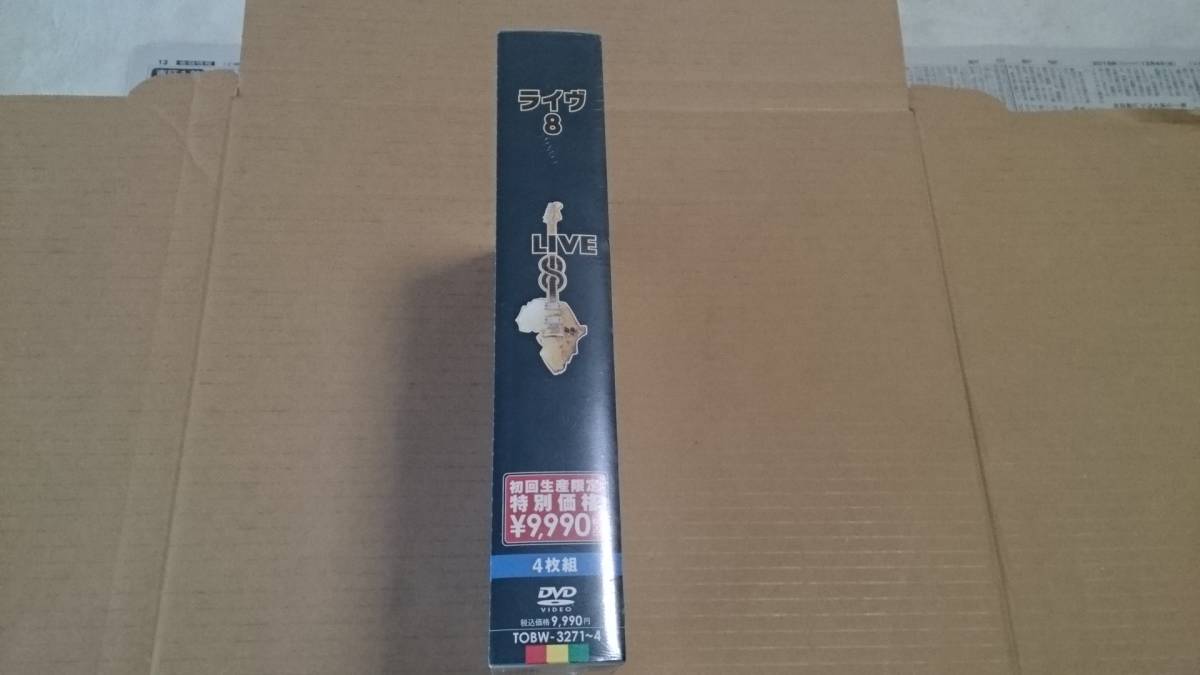 ライヴ
8
LIVE
8
初回生産限定
特別価格
¥9,990
4枚組
DVD
VIDEO
税込価格 9,990円
TOBW-3271~4